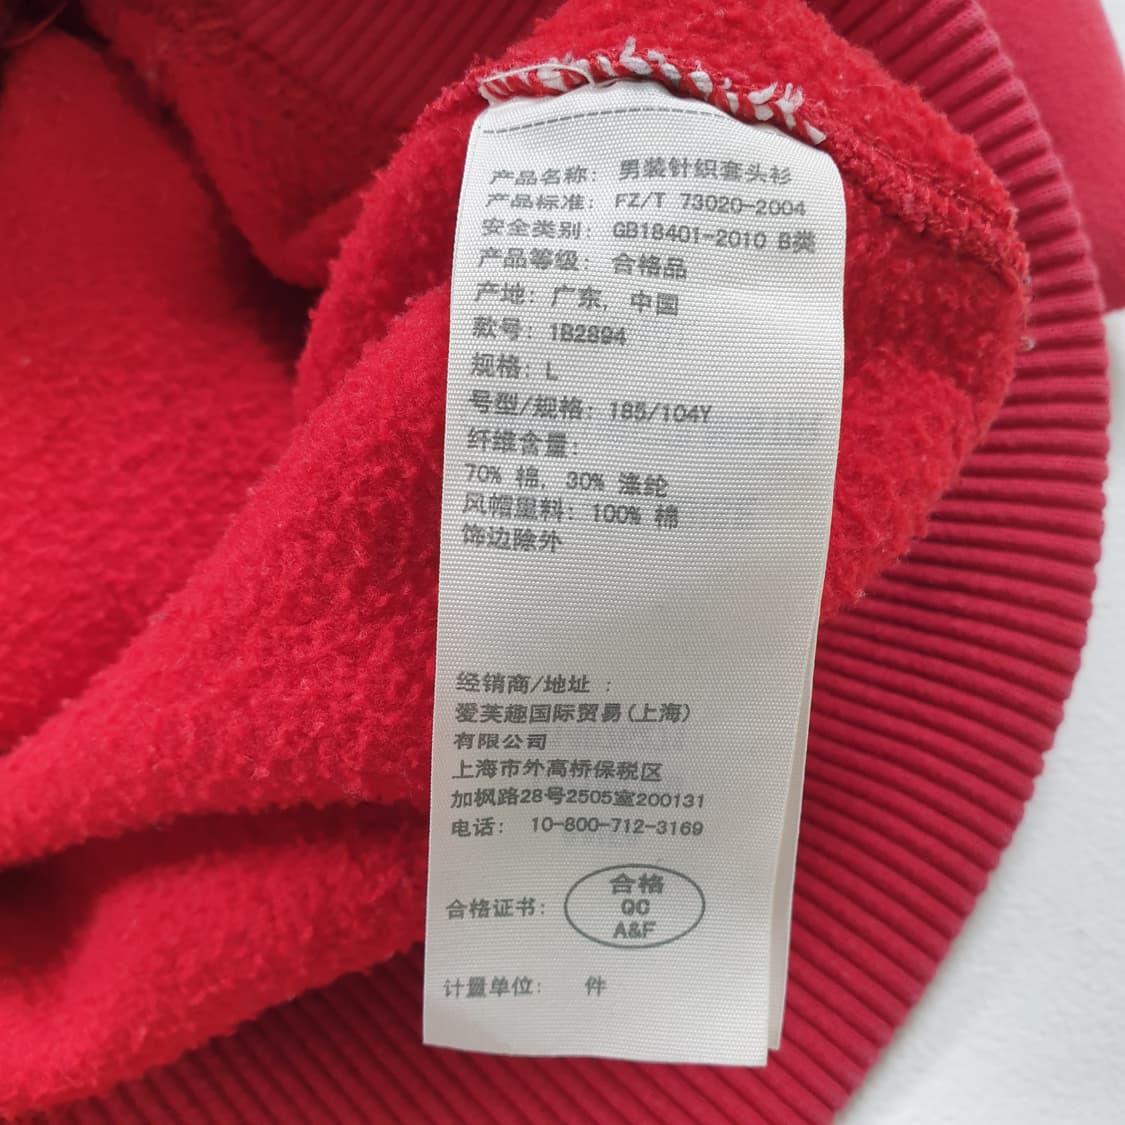 产品名称: 男装针织套头衫
产品标准: FZ/T 73020-2004
安全类别: GB18401-2010 B类
产品等级: 合格品
产地: 广东, 中国
款号: 1B2894
规格: L
号型/规格: 185/104Y
纤维含量:
70% 棉, 30% 涤纶
风帽里料: 100% 棉
饰边除外
经销商/地址 :
爱芙趣国际贸易(上海)
有限公司
上海市外高桥保税区
加枫路28号2505室200131
电话: 10-800-712-3169
合格证书: 合格
QC
A&F
计量单位: 件